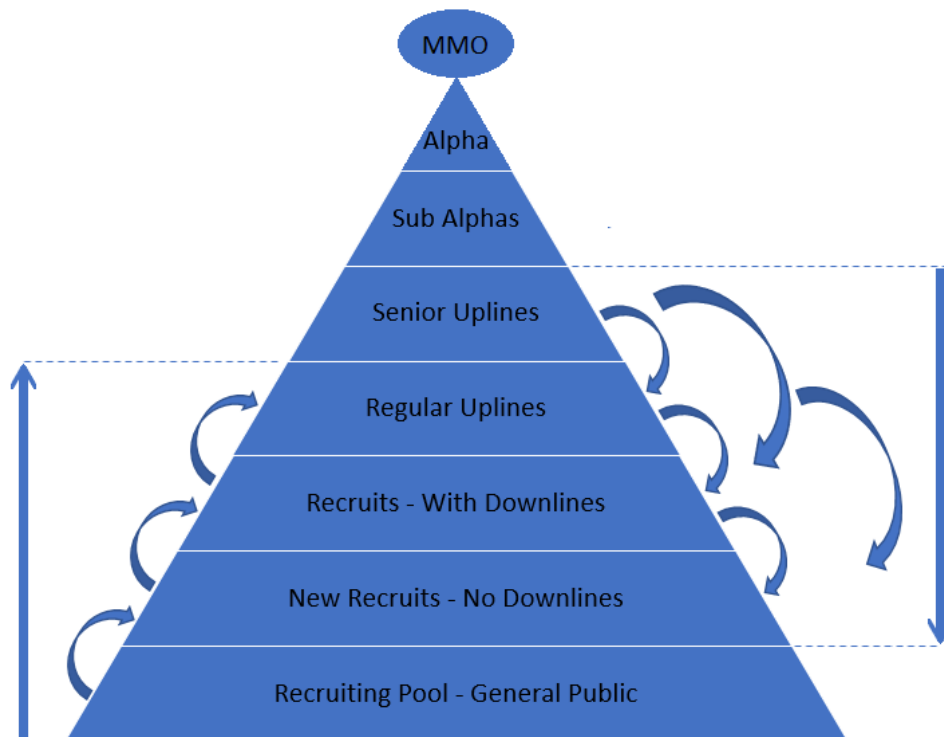 MMO
Alpha
Sub Alphas
Senior Uplines
Regular Uplines
Recruits - With Downlines
New Recruits - No Downlines
Recruiting Pool - General Public